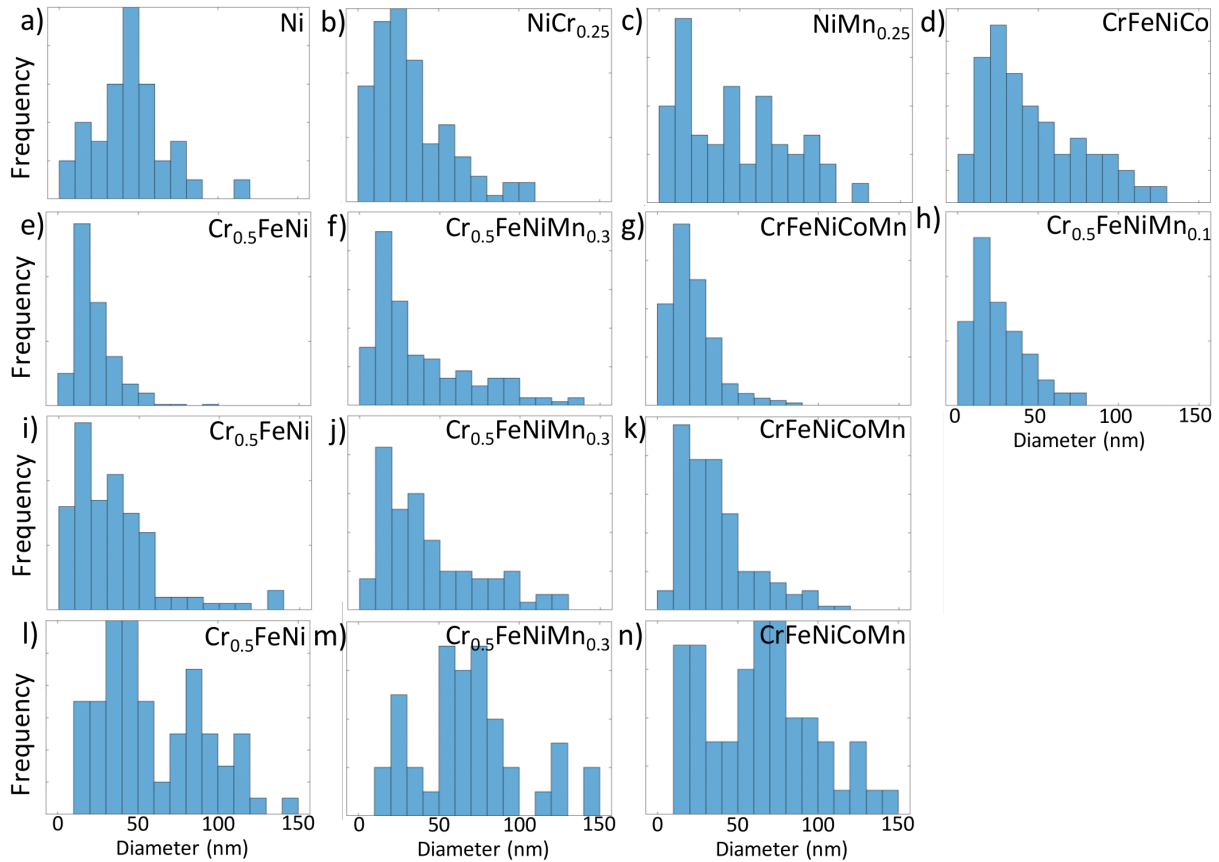 a) Ni
b) NiCr₀.₂₅
c) NiMn₀.₂₅
d) CrFeNiCo
Frequency
e) Cr₀.₅FeNi
f) Cr₀.₅FeNiMn₀.₃
g) CrFeNiCoMn
h) Cr₀.₅FeNiMn₀.₁
Frequency
0 50 100 150
Diameter (nm)
i) Cr₀.₅FeNi
j) Cr₀.₅FeNiMn₀.₃
k) CrFeNiCoMn
Frequency
l) Cr₀.₅FeNi
m) Cr₀.₅FeNiMn₀.₃
n) CrFeNiCoMn
Frequency
0 50 100 150
0 50 100 150
0 50 100 150
Diameter (nm)
Diameter (nm)
Diameter (nm)